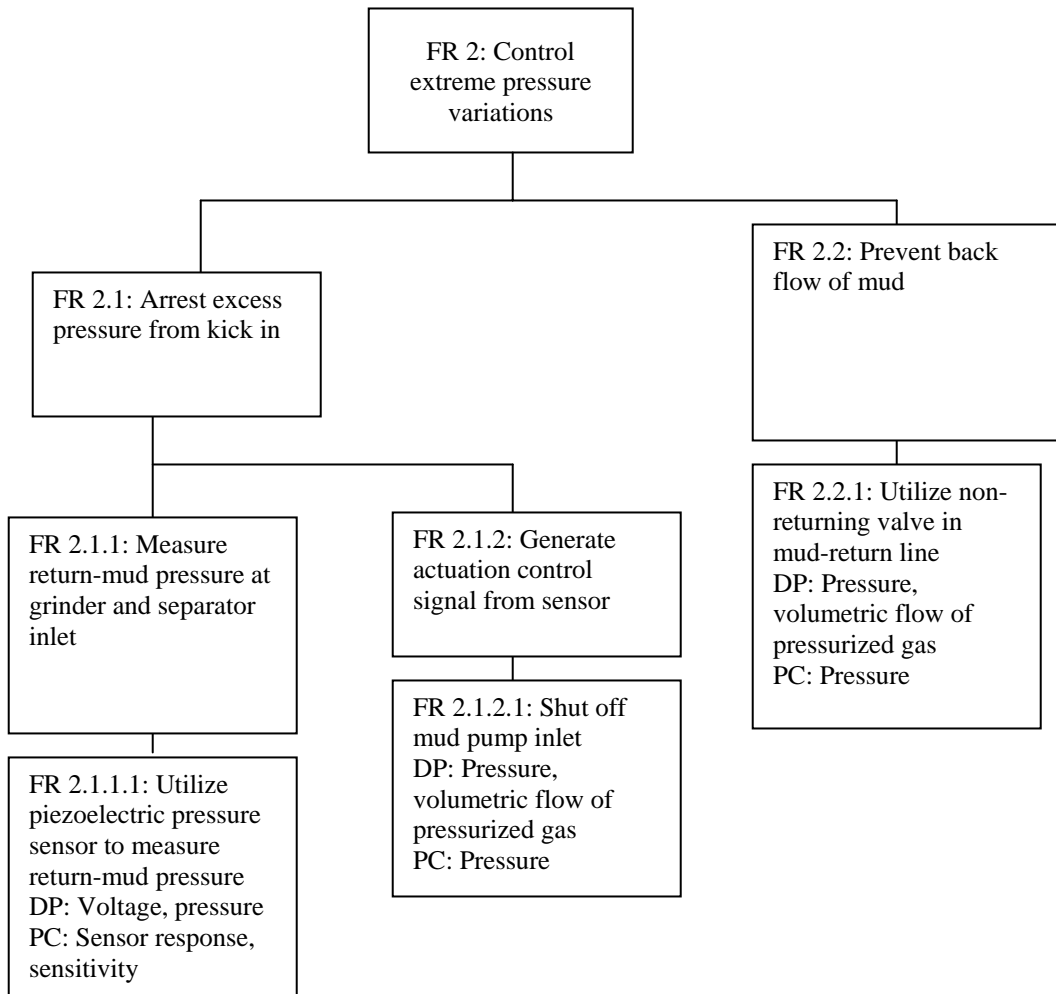 FR 2: Control
extreme pressure
variations
FR 2.1: Arrest excess
pressure from kick in
FR 2.2: Prevent back
flow of mud
FR 2.1.1: Measure
return-mud pressure at
grinder and separator
inlet
FR 2.1.2: Generate
actuation control
signal from sensor
FR 2.2.1: Utilize non-
returning valve in
mud-return line
DP: Pressure,
volumetric flow of
pressurized gas
PC: Pressure
FR 2.1.1.1: Utilize
piezoelectric pressure
sensor to measure
return-mud pressure
DP: Voltage, pressure
PC: Sensor response,
sensitivity
FR 2.1.2.1: Shut off
mud pump inlet
DP: Pressure,
volumetric flow of
pressurized gas
PC: Pressure